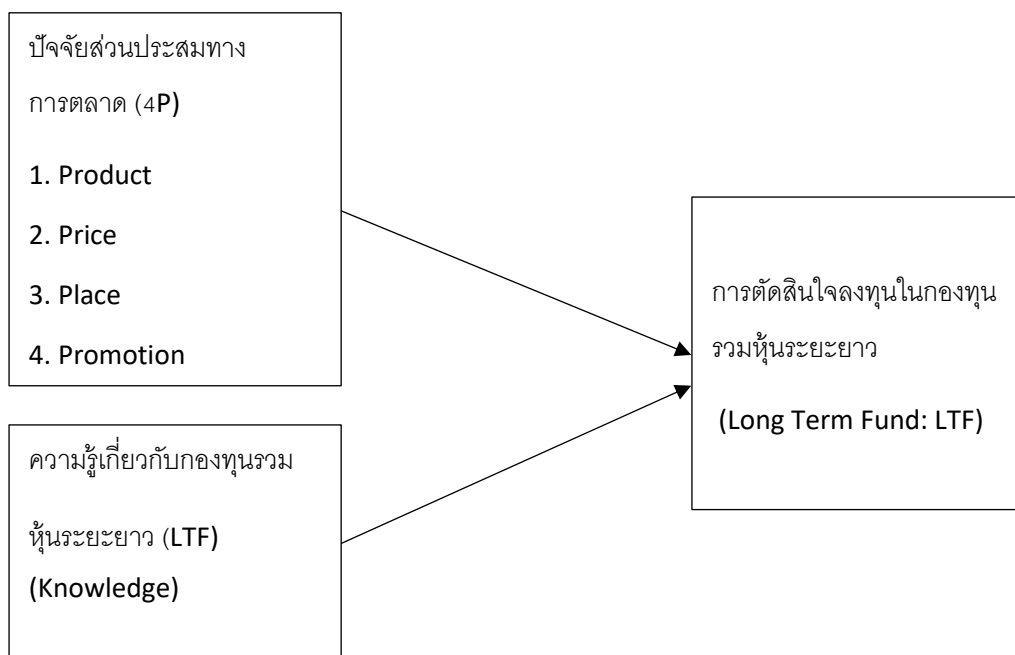 ปัจจัยส่วนประสมทาง
การตลาด (4P)
1. Product
2. Price
3. Place
4. Promotion
ความรู้เกี่ยวกับกองทุนรวม
หุ้นระยะยาว (LTF)
(Knowledge)
การตัดสินใจลงทุนในกองทุน
รวมหุ้นระยะยาว
(Long Term Fund: LTF)